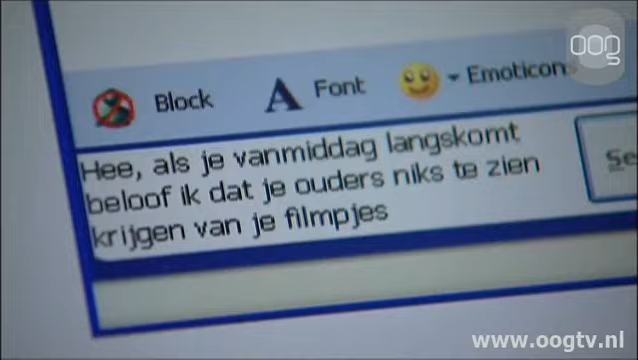 oog
Block
Font
Emoticons
Hee, als je vanmiddag langskomt
beloof ik dat je ouders niks te zien
krijgen van je filmpjes
www.oogtv.nl